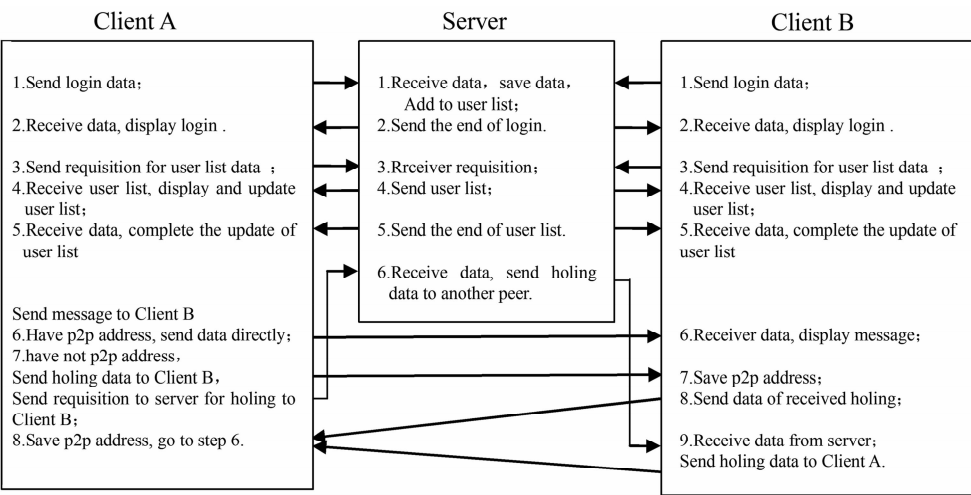 Client A
1.Send login data;
2.Receive data, display login .
3.Send requisition for user list data ;
4.Receive user list, display and update
user list;
5.Receive data, complete the update of
user list
Send message to Client B
6.Have p2p address, send data directly;
7.have not p2p address,
Send holing data to Client B,
Send requisition to server for holing to
Client B;
8.Save p2p address, go to step 6.
Server
1.Receive data, save data,
Add to user list;
2.Send the end of login.
3.Rrceiver requisition;
4.Send user list;
5.Send the end of user list.
6.Receive data, send holing
data to another peer.
Client B
1.Send login data;
2.Receive data, display login .
3.Send requisition for user list data ;
4.Receive user list, display and update
user list;
5.Receive data, complete the update of
user list
6.Receiver data, display message;
7.Save p2p address;
8.Send data of received holing;
9.Receive data from server;
Send holing data to Client A.